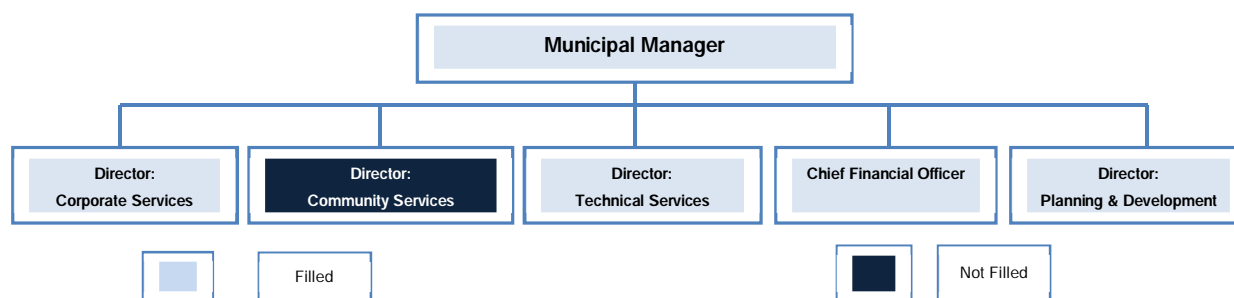 Municipal Manager
Director:
Corporate Services
Director:
Community Services
Director:
Technical Services
Chief Financial Officer
Director:
Planning & Development
Filled
Not Filled